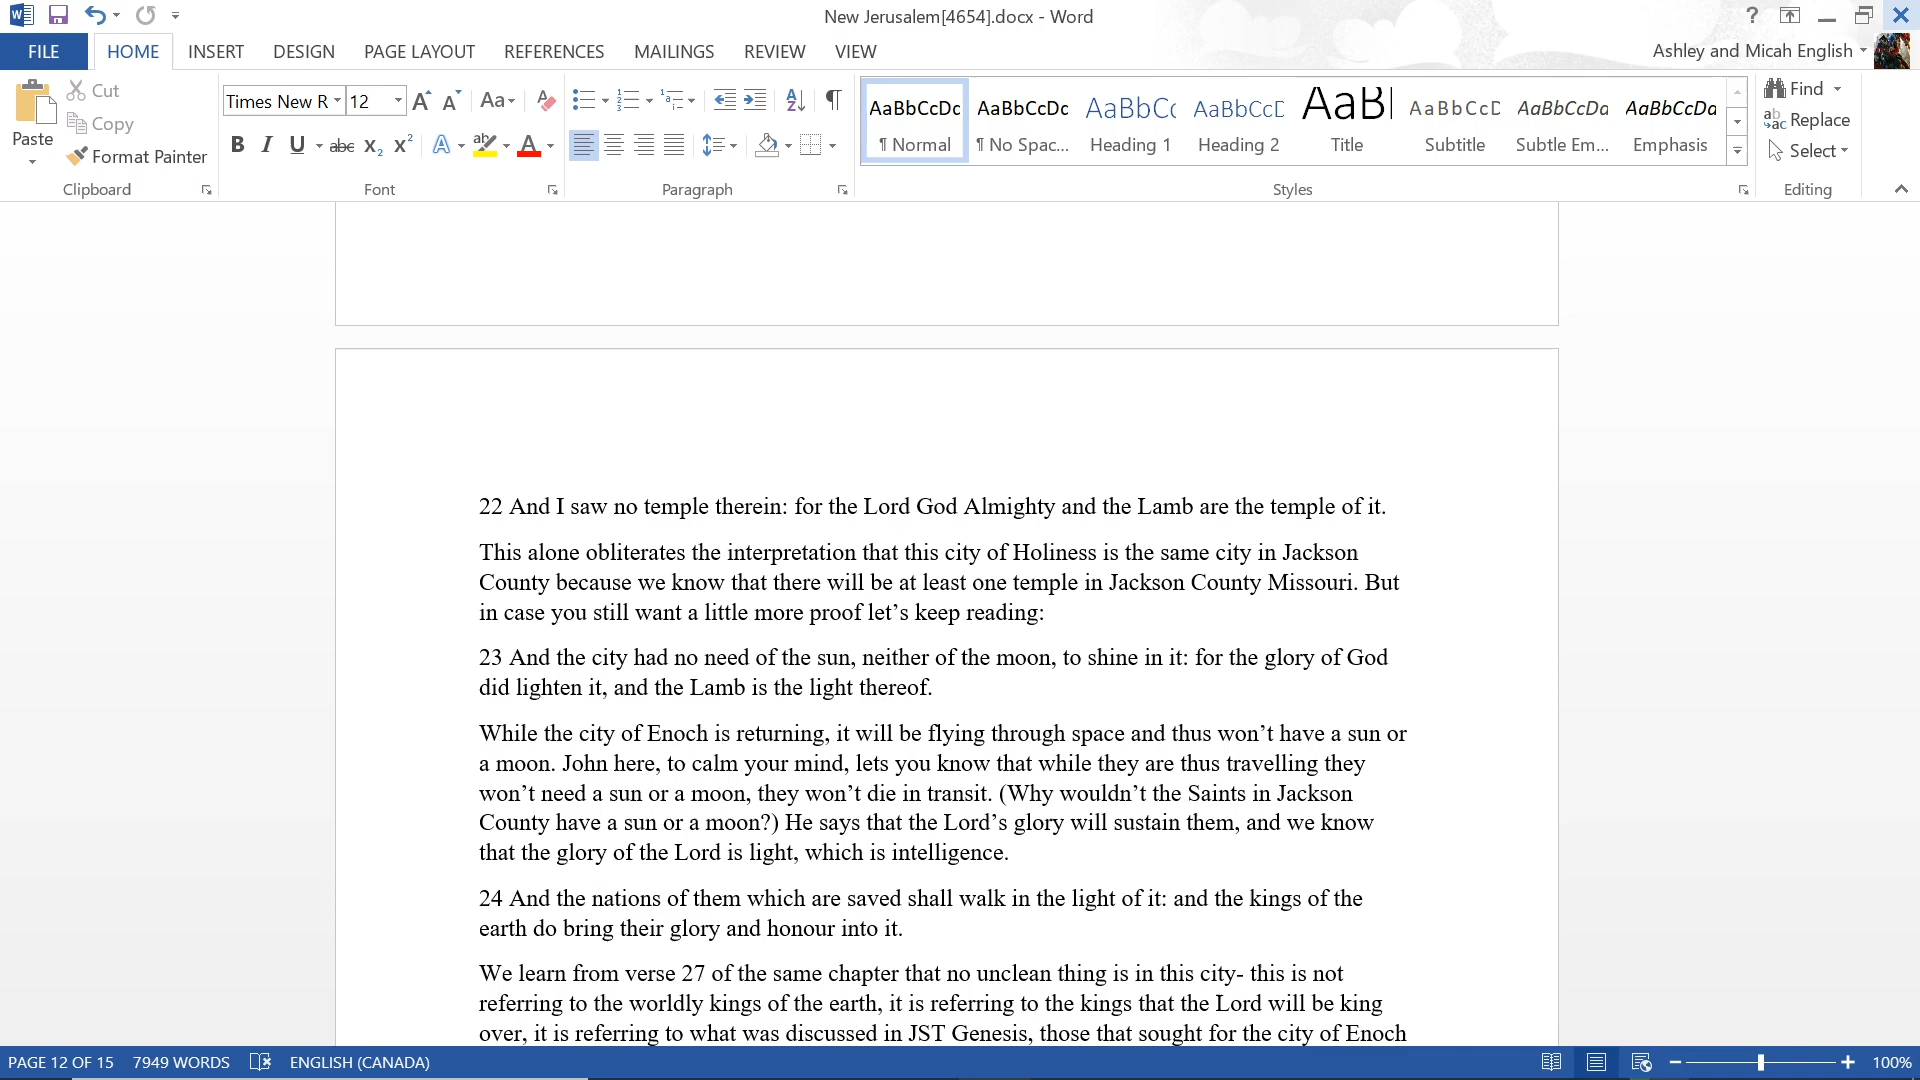 New Jerusalem[4654].docx - Word
?
FILE HOME INSERT DESIGN PAGE LAYOUT REFERENCES MAILINGS REVIEW VIEW Ashley and Micah English
Paste
Cut
Copy
Format Painter
Clipboard
Times New R 12
Font
Paragraph
AaBbCcDc AaBbCcDc AaBbCc AaBbCcD AaBl AaBbCcD AaBbCcDa AaBbCcDa
¶ Normal ¶ No Spac... Heading 1 Heading 2 Title Subtitle Subtle Em... Emphasis
Styles
Find
Replace
Select
Editing
22 And I saw no temple therein: for the Lord God Almighty and the Lamb are the temple of it.
This alone obliterates the interpretation that this city of Holiness is the same city in Jackson
County because we know that there will be at least one temple in Jackson County Missouri. But
in case you still want a little more proof let’s keep reading:
23 And the city had no need of the sun, neither of the moon, to shine in it: for the glory of God
did lighten it, and the Lamb is the light thereof.
While the city of Enoch is returning, it will be flying through space and thus won’t have a sun or
a moon. John here, to calm your mind, lets you know that while they are thus travelling they
won’t need a sun or a moon, they won’t die in transit. (Why wouldn’t the Saints in Jackson
County have a sun or a moon?) He says that the Lord’s glory will sustain them, and we know
that the glory of the Lord is light, which is intelligence.
24 And the nations of them which are saved shall walk in the light of it: and the kings of the
earth do bring their glory and honour into it.
We learn from verse 27 of the same chapter that no unclean thing is in this city- this is not
referring to the worldly kings of the earth, it is referring to the kings that the Lord will be king
over, it is referring to what was discussed in JST Genesis, those that sought for the city of Enoch
PAGE 12 OF 15 7949 WORDS ENGLISH (CANADA) 100%